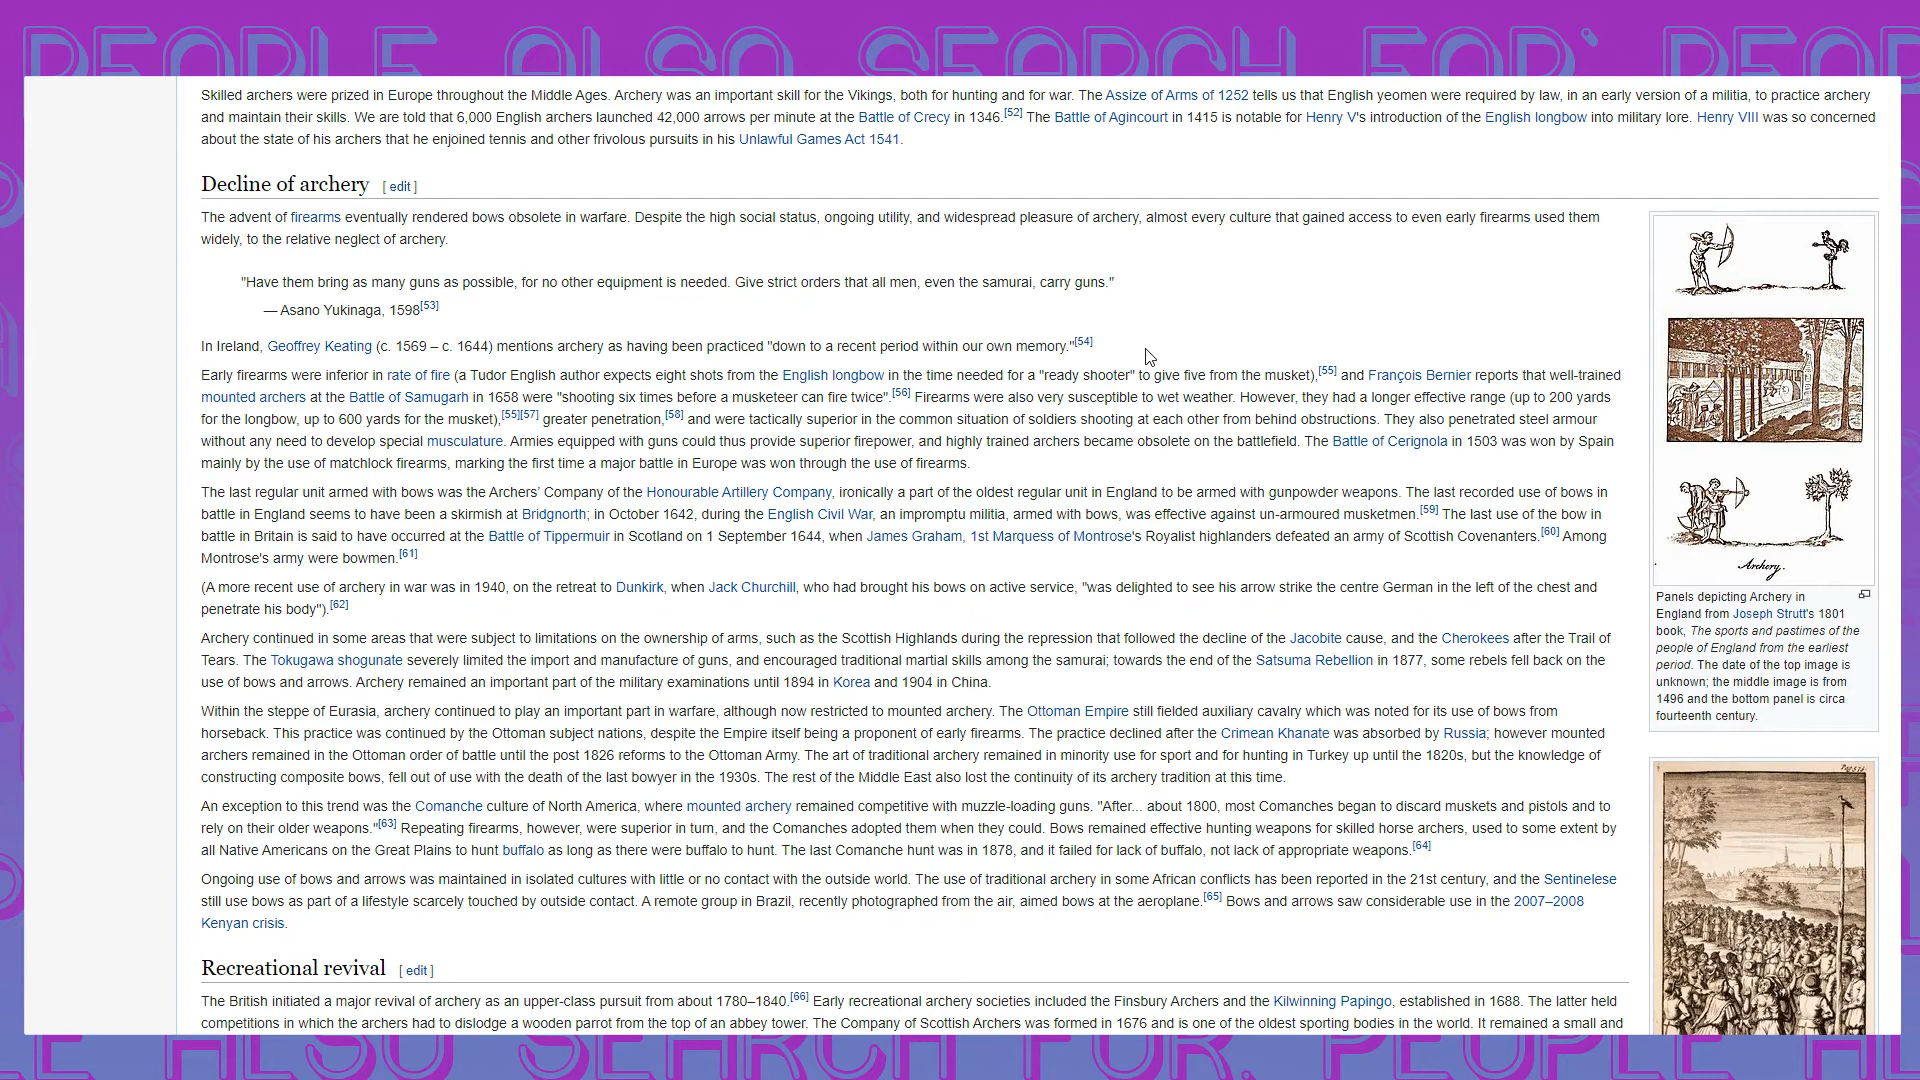 PEOPLE ALSO SEARCH FOR:
Skilled archers were prized in Europe throughout the Middle Ages. Archery was an important skill for the Vikings, both for hunting and for war. The Assize of Arms of 1252 tells us that English yeomen were required by law, in an early version of a militia, to practice archery
and maintain their skills. We are told that 6,000 English archers launched 42,000 arrows per minute at the Battle of Crecy in 1346.[52] The Battle of Agincourt in 1415 is notable for Henry V's introduction of the English longbow into military lore. Henry VIII was so concerned
about the state of his archers that he enjoined tennis and other frivolous pursuits in his Unlawful Games Act 1541.
Decline of archery [ edit ]
The advent of firearms eventually rendered bows obsolete in warfare. Despite the high social status, ongoing utility, and widespread pleasure of archery, almost every culture that gained access to even early firearms used them
widely, to the relative neglect of archery.
"Have them bring as many guns as possible, for no other equipment is needed. Give strict orders that all men, even the samurai, carry guns."
— Asano Yukinaga, 1598[53]
In Ireland, Geoffrey Keating (c. 1569 – c. 1644) mentions archery as having been practiced "down to a recent period within our own memory."[54]
Early firearms were inferior in rate of fire (a Tudor English author expects eight shots from the English longbow in the time needed for a "ready shooter" to give five from the musket),[55] and François Bernier reports that well-trained
mounted archers at the Battle of Samugarh in 1658 were "shooting six times before a musketeer can fire twice".[56] Firearms were also very susceptible to wet weather. However, they had a longer effective range (up to 200 yards
for the longbow, up to 600 yards for the musket),[55][57] greater penetration,[58] and were tactically superior in the common situation of soldiers shooting at each other from behind obstructions. They also penetrated steel armour
without any need to develop special musculature. Armies equipped with guns could thus provide superior firepower, and highly trained archers became obsolete on the battlefield. The Battle of Cerignola in 1503 was won by Spain
mainly by the use of matchlock firearms, marking the first time a major battle in Europe was won through the use of firearms.
The last regular unit armed with bows was the Archers' Company of the Honourable Artillery Company, ironically a part of the oldest regular unit in England to be armed with gunpowder weapons. The last recorded use of bows in
battle in England seems to have been a skirmish at Bridgnorth; in October 1642, during the English Civil War, an impromptu militia, armed with bows, was effective against un-armoured musketmen.[59] The last use of the bow in
battle in Britain is said to have occurred at the Battle of Tippermuir in Scotland on 1 September 1644, when James Graham, 1st Marquess of Montrose's Royalist highlanders defeated an army of Scottish Covenanters.[60] Among
Montrose's army were bowmen.[61]
(A more recent use of archery in war was in 1940, on the retreat to Dunkirk, when Jack Churchill, who had brought his bows on active service, "was delighted to see his arrow strike the centre German in the left of the chest and
penetrate his body").[62]
Archery continued in some areas that were subject to limitations on the ownership of arms, such as the Scottish Highlands during the repression that followed the decline of the Jacobite cause, and the Cherokees after the Trail of
Tears. The Tokugawa shogunate severely limited the import and manufacture of guns, and encouraged traditional martial skills among the samurai; towards the end of the Satsuma Rebellion in 1877, some rebels fell back on the
use of bows and arrows. Archery remained an important part of the military examinations until 1894 in Korea and 1904 in China.
Within the steppe of Eurasia, archery continued to play an important part in warfare, although now restricted to mounted archery. The Ottoman Empire still fielded auxiliary cavalry which was noted for its use of bows from
horseback. This practice was continued by the Ottoman subject nations, despite the Empire itself being a proponent of early firearms. The practice declined after the Crimean Khanate was absorbed by Russia; however mounted
archers remained in the Ottoman order of battle until the post 1826 reforms to the Ottoman Army. The art of traditional archery remained in minority use for sport and for hunting in Turkey up until the 1820s, but the knowledge of
constructing composite bows, fell out of use with the death of the last bowyer in the 1930s. The rest of the Middle East also lost the continuity of its archery tradition at this time.
An exception to this trend was the Comanche culture of North America, where mounted archery remained competitive with muzzle-loading guns. "After... about 1800, most Comanches began to discard muskets and pistols and to
rely on their older weapons."[63] Repeating firearms, however, were superior in turn, and the Comanches adopted them when they could. Bows remained effective hunting weapons for skilled horse archers, used to some extent by
all Native Americans on the Great Plains to hunt buffalo as long as there were buffalo to hunt. The last Comanche hunt was in 1878, and it failed for lack of buffalo, not lack of appropriate weapons.[64]
Ongoing use of bows and arrows was maintained in isolated cultures with little or no contact with the outside world. The use of traditional archery in some African conflicts has been reported in the 21st century, and the Sentinelese
still use bows as part of a lifestyle scarcely touched by outside contact. A remote group in Brazil, recently photographed from the air, aimed bows at the aeroplane.[65] Bows and arrows saw considerable use in the 2007–2008
Kenyan crisis.
Recreational revival [ edit ]
The British initiated a major revival of archery as an upper-class pursuit from about 1780–1840.[66] Early recreational archery societies included the Finsbury Archers and the Kilwinning Papingo, established in 1688. The latter held
competitions in which the archers had to dislodge a wooden parrot from the top of an abbey tower. The Company of Scottish Archers was formed in 1676 and is one of the oldest sporting bodies in the world. It remained a small and
Archery.
Panels depicting Archery in
England from Joseph Strutt's 1801
book, The sports and pastimes of the
people of England from the earliest
period. The date of the top image is
unknown; the middle image is from
1496 and the bottom panel is circa
fourteenth century.
LE ALSO SEARCH FOR: PEOPLE AL